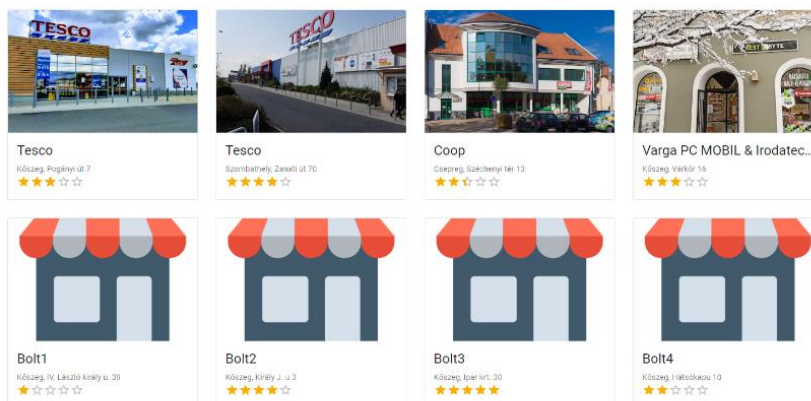 TESCO
TESCO
Tesco
Kőszeg, Pogányi út 7
Tesco
Szombathely, Zanati út 70
Coop
Csepreg, Széchenyi tér 13
Varga PC MOBIL & Irodatec...
Kőszeg, Várkör 16
Bolt1
Kőszeg, IV. László király u. 39
Bolt2
Kőszeg, Király J. u 3
Bolt3
Kőszeg, Ipar krt. 30
Bolt4
Kőszeg, Hátsókapu 10